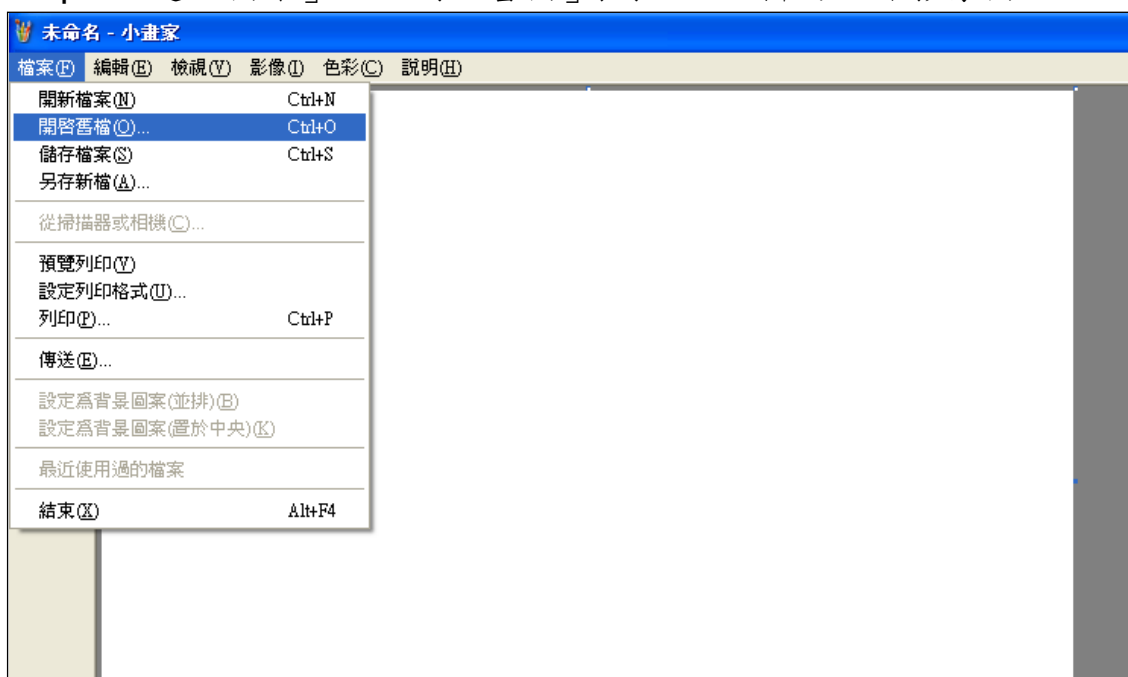 未命名 - 小畫家
檔案(F) 編輯(E) 檢視(V) 影像(I) 色彩(C) 說明(H)
開新檔案(N) Ctrl+N
開啓舊檔(O)... Ctrl+O
儲存檔案(S) Ctrl+S
另存新檔(A)...
從掃描器或相機(C)...
預覽列印(V)
設定列印格式(U)...
列印(P)... Ctrl+P
傳送(E)...
設定爲背景圖案(並排)(B)
設定爲背景圖案(置於中央)(K)
最近使用過的檔案
結束(X) Alt+F4